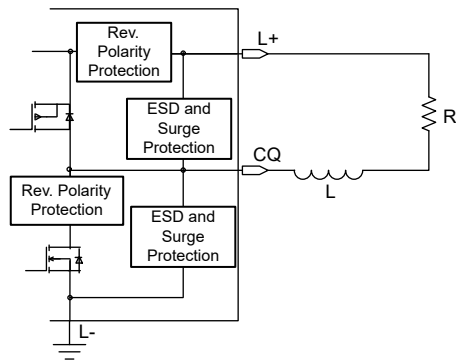 Rev.
Polarity
Protection
L+
ESD and
Surge
Protection
R
CQ
L
Rev. Polarity
Protection
ESD and
Surge
Protection
L-